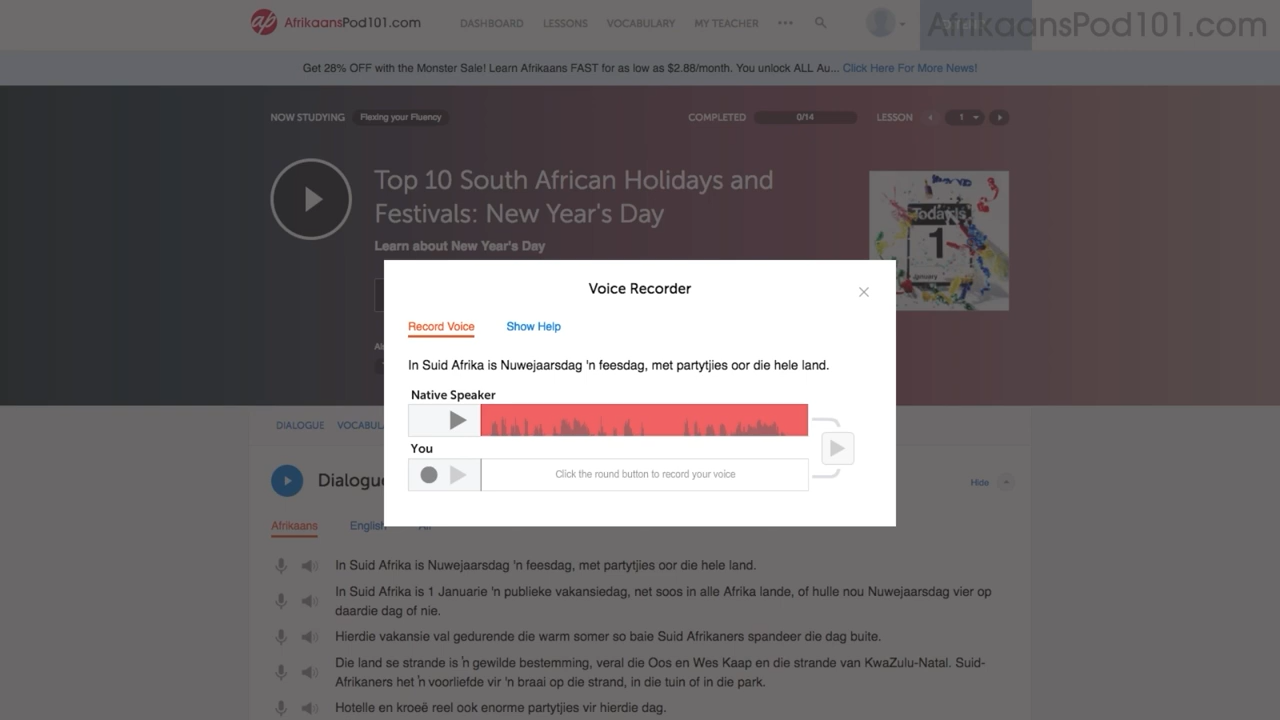 AfrikaansPod101.com
DASHBOARD LESSONS VOCABULARY MY TEACHER
AfrikaansPod101.com
Get 28% OFF with the Monster Sale! Learn Afrikaans FAST for as low as $2.88/month. You unlock ALL Au... Click Here For More News!
NOW STUDYING Flexing your Fluency
COMPLETED 0/14 LESSON 1
Top 10 South African Holidays and
Festivals: New Year's Day
Learn about New Year's Day
Today is
1
January
Voice Recorder
Record Voice Show Help
In Suid Afrika is Nuwejaarsdag 'n feesdag, met partytjies oor die hele land.
Native Speaker
You
Click the round button to record your voice
DIALOGUE
Hide
Afrikaans English
In Suid Afrika is Nuwejaarsdag 'n feesdag, met partytjies oor die hele land.
In Suid Afrika is 1 Januarie 'n publieke vakansiedag, net soos in alle Afrika lande, of hulle nou Nuwejaarsdag vier op
daardie dag of nie.
Hierdie vakansie val gedurende die warm somer so baie Suid Afrikaners spandeer die dag buite.
Die land se strande is 'n gewilde bestemming, veral die Oos en Wes Kaap en die strande van KwaZulu-Natal. Suid-
Afrikaners het 'n voorliefde vir 'n braai op die strand, in die tuin of in die park.
Hotelle en kroeë reel ook enorme partytjies vir hierdie dag.